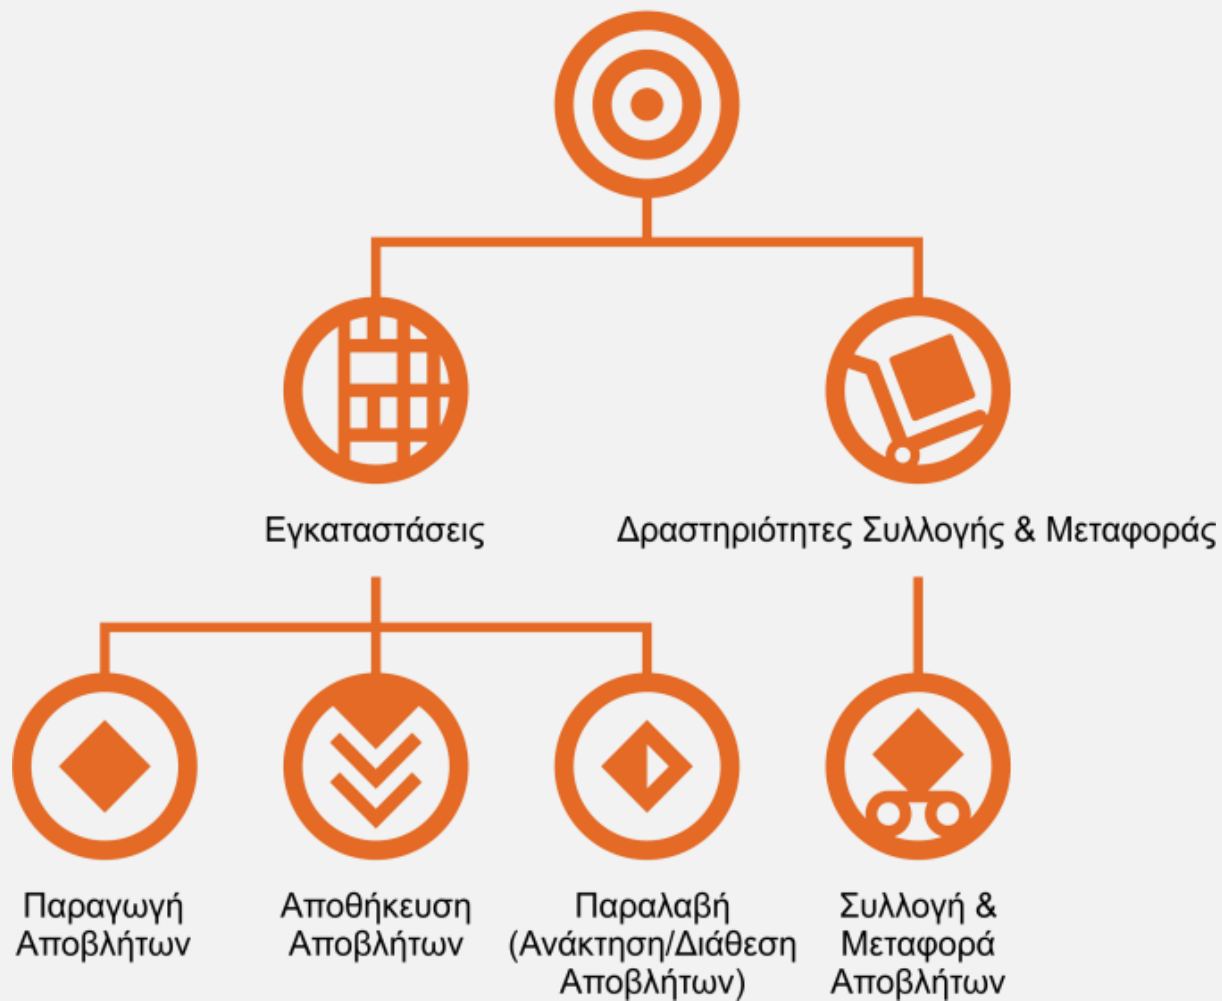 Εγκαταστάσεις
Δραστηριότητες Συλλογής & Μεταφοράς
Παραγωγή
Αποβλήτων
Αποθήκευση
Αποβλήτων
Παραλαβή
(Ανάκτηση/Διάθεση
Αποβλήτων)
Συλλογή &
Μεταφορά
Αποβλήτων